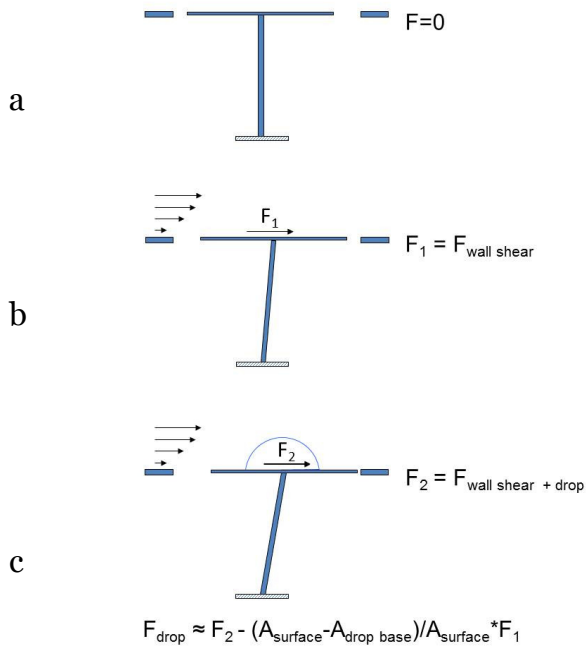 a
F=0
F1
F1 = Fwall shear
b
F2
F2 = Fwall shear + drop
c
Fdrop ≈ F2 - (Asurface-Adrop base)/Asurface*F1